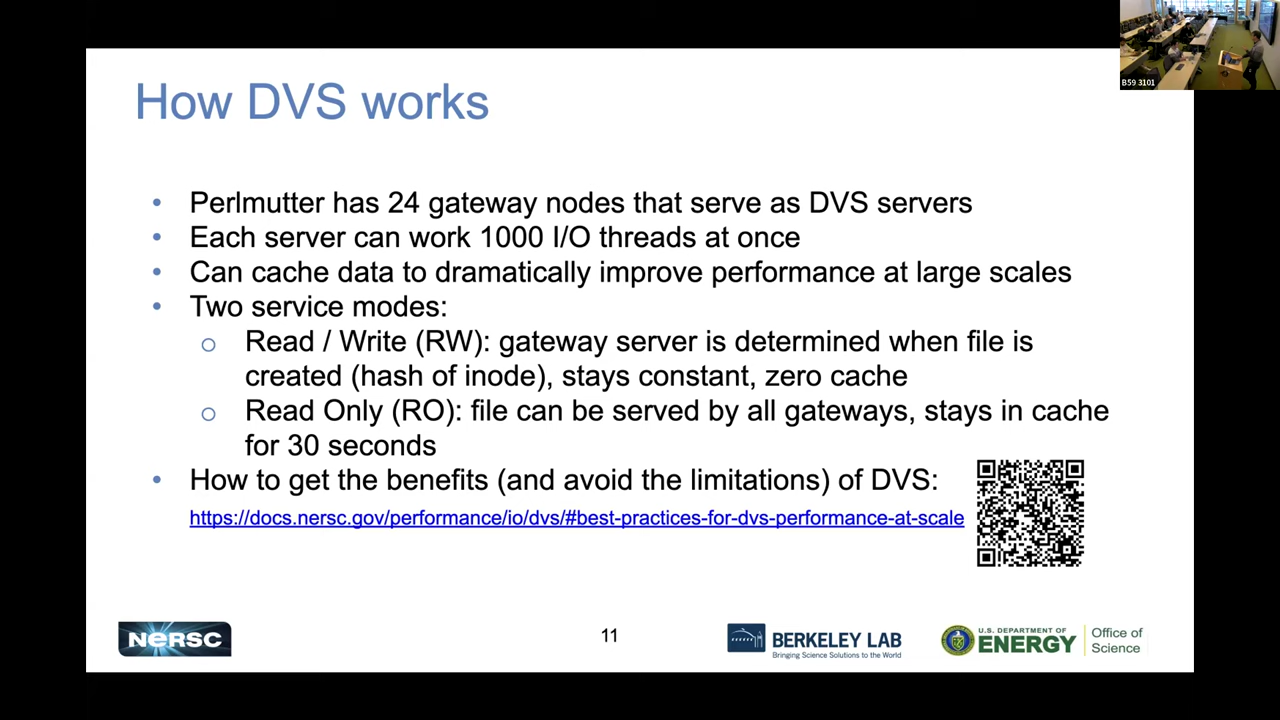 B59 3101
How DVS works
• Perlmutter has 24 gateway nodes that serve as DVS servers
• Each server can work 1000 I/O threads at once
• Can cache data to dramatically improve performance at large scales
• Two service modes:
○ Read / Write (RW): gateway server is determined when file is
created (hash of inode), stays constant, zero cache
○ Read Only (RO): file can be served by all gateways, stays in cache
for 30 seconds
• How to get the benefits (and avoid the limitations) of DVS:
https://docs.nersc.gov/performance/io/dvs/#best-practices-for-dvs-performance-at-scale
NERSC
11
BERKELEY LAB
Bringing Science Solutions to the World
U.S. DEPARTMENT OF
ENERGY
Office of
Science